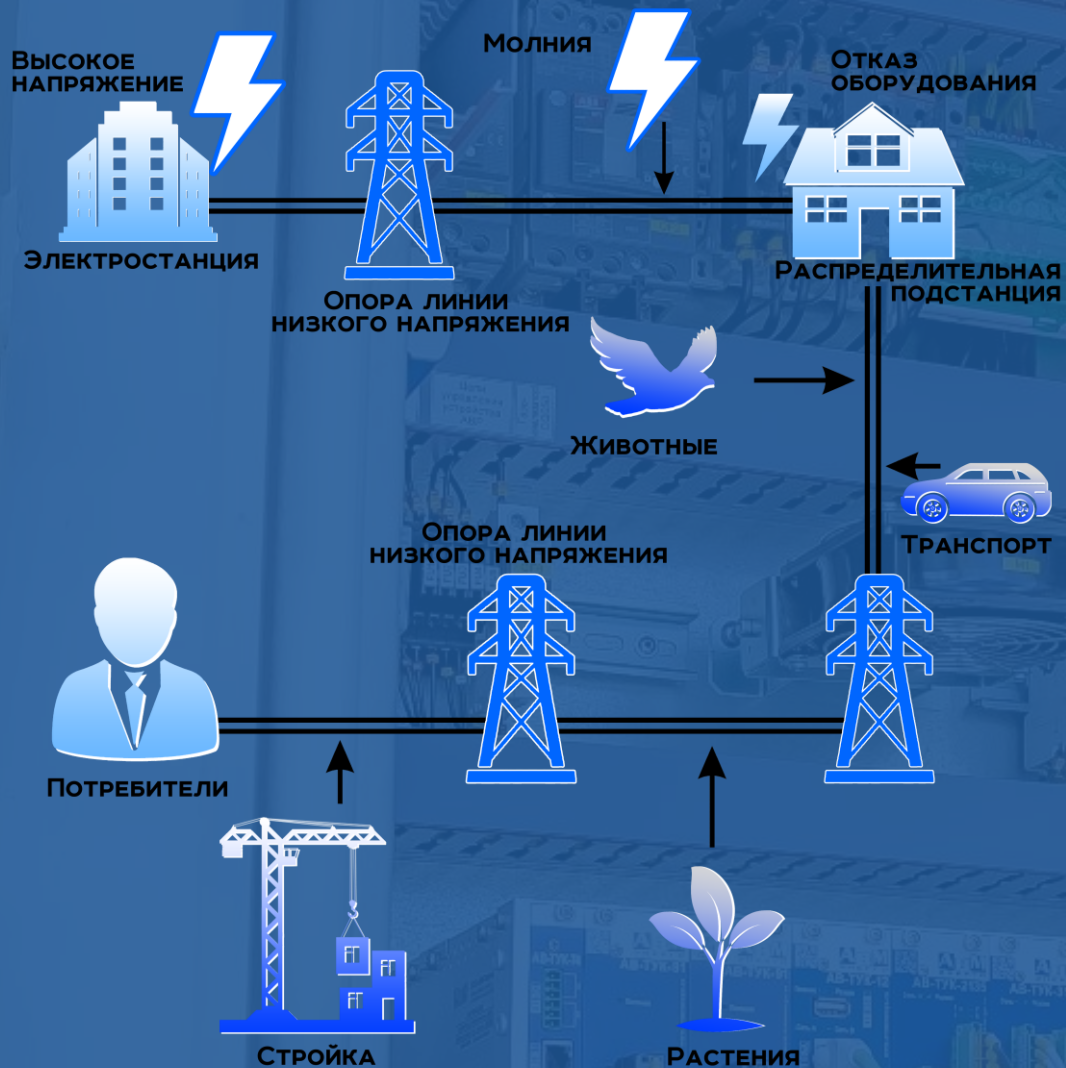 Высокое
напряжение
Молния
Отказ
оборудования
Электростанция
Опора линии
низкого напряжения
Распределительная
подстанция
Животные
Транспорт
Опора линии
низкого напряжения
Потребители
Стройка
Растения